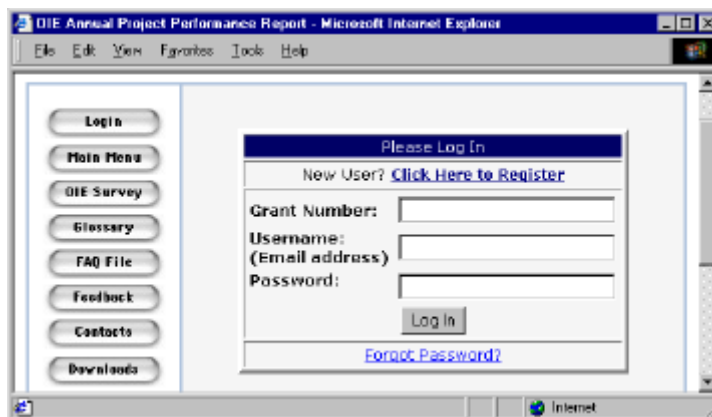 OIE Annual Project Performance Report - Microsoft Internet Explorer
File Edit View Favorites Tools Help
Login
Main Menu
OIE Survey
Glossary
FAQ File
Feedback
Contacts
Downloads
Please Log In
New User? Click Here to Register
Grant Number:
Username:
(Email address)
Password:
Log In
Forgot Password?
Internet